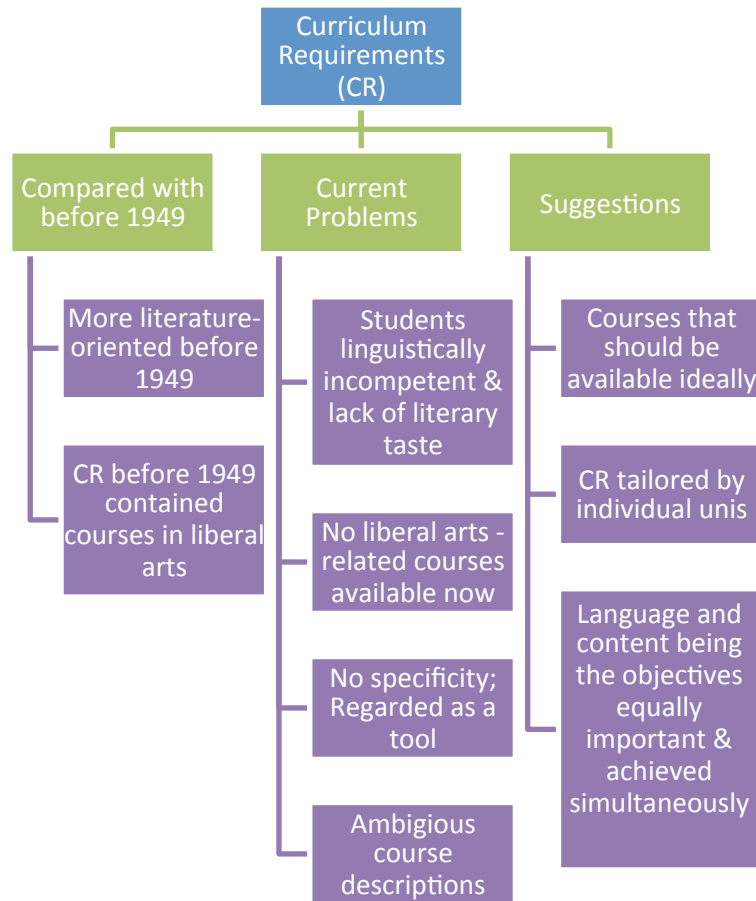 Curriculum
Requirements
(CR)
Compared with
before 1949
More literature-
oriented before
1949
CR before 1949
contained
courses in liberal
arts
Current
Problems
Students
linguistically
incompetent &
lack of literary
taste
No liberal arts -
related courses
available now
No specificity;
Regarded as a
tool
Ambigious
course
descriptions
Suggestions
Courses that
should be
available ideally
CR tailored by
individual unis
Language and
content being
the objectives
equally
important &
achieved
simultaneously